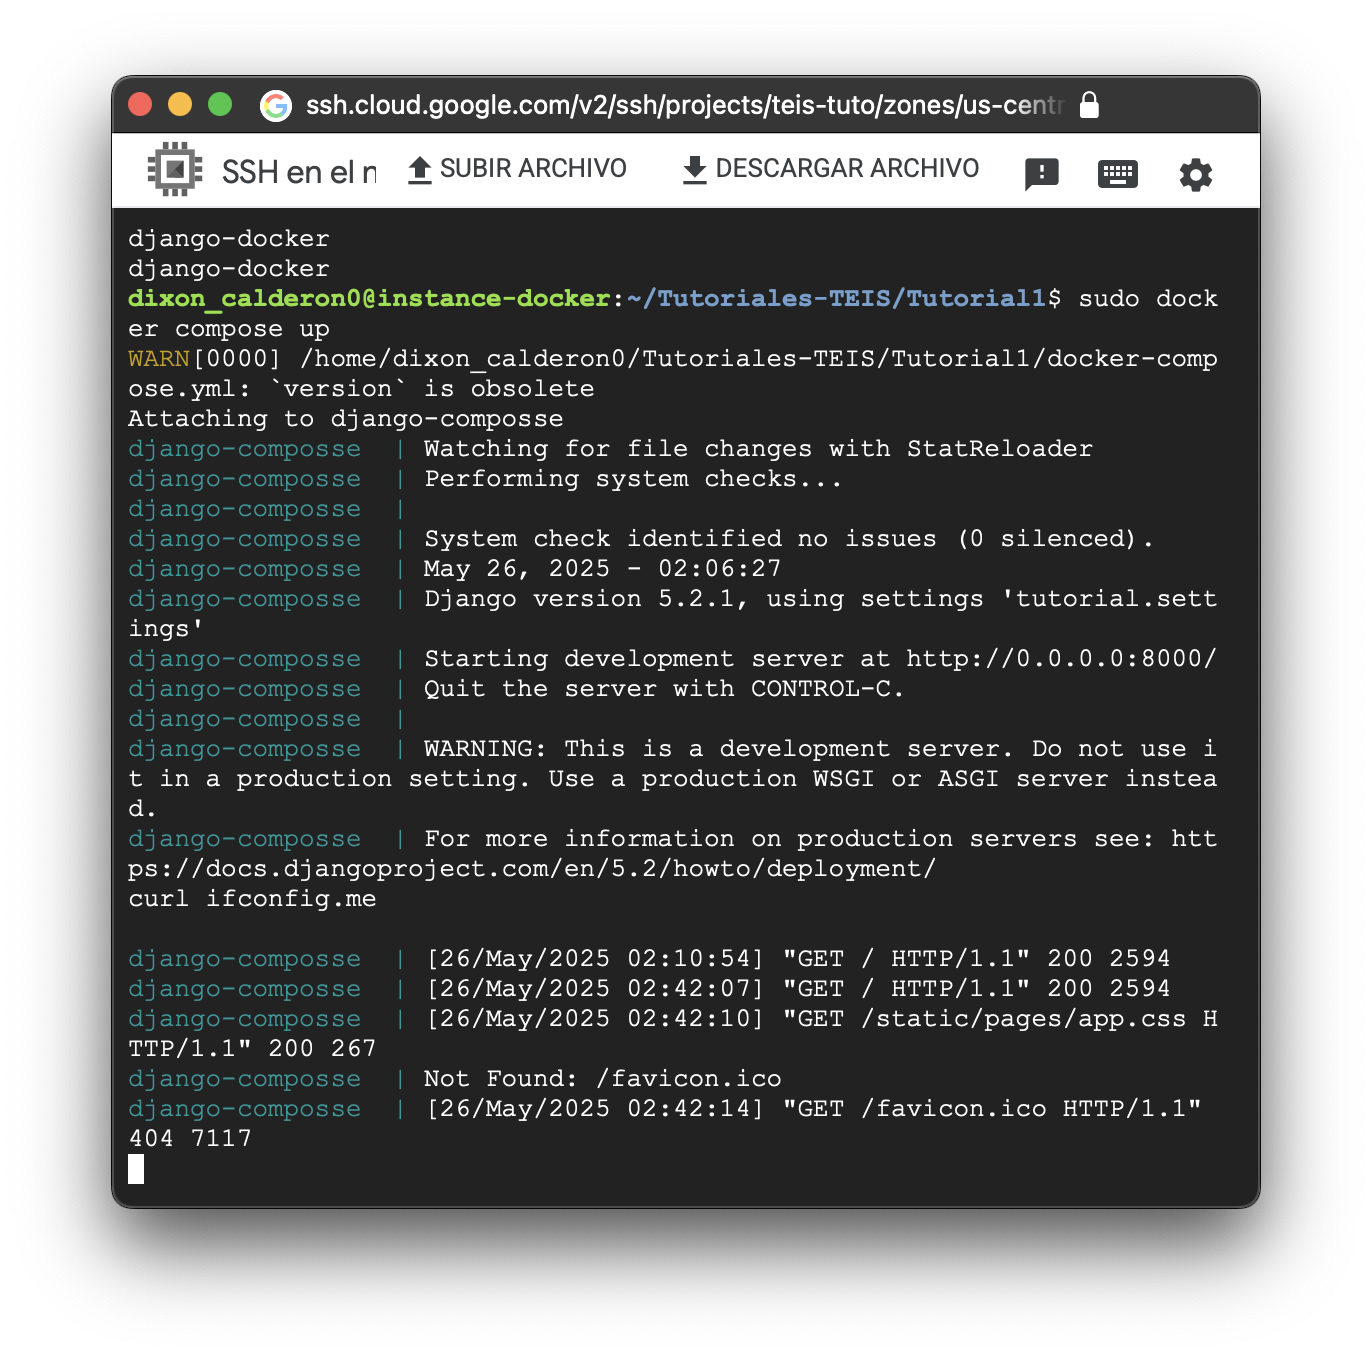 ssh.cloud.google.com/v2/ssh/projects/teis-tuto/zones/us-centr
SSH en el n
SUBIR ARCHIVO
DESCARGAR ARCHIVO
django-docker
django-docker
dixon_calderon0@instance-docker:~/Tutoriales-TEIS/Tutorial1$ sudo dock
er compose up
WARN[0000] /home/dixon_calderon0/Tutoriales-TEIS/Tutorial1/docker-comp
ose.yml: `version` is obsolete
Attaching to django-composse
django-composse  | Watching for file changes with StatReloader
django-composse  | Performing system checks...
django-composse  |
django-composse  | System check identified no issues (0 silenced).
django-composse  | May 26, 2025 - 02:06:27
django-composse  | Django version 5.2.1, using settings 'tutorial.sett
ings'
django-composse  | Starting development server at http://0.0.0.0:8000/
django-composse  | Quit the server with CONTROL-C.
django-composse  |
django-composse  | WARNING: This is a development server. Do not use i
t in a production setting. Use a production WSGI or ASGI server instea
d.
django-composse  | For more information on production servers see: htt
ps://docs.djangoproject.com/en/5.2/howto/deployment/
curl ifconfig.me
django-composse  | [26/May/2025 02:10:54] "GET / HTTP/1.1" 200 2594
django-composse  | [26/May/2025 02:42:07] "GET / HTTP/1.1" 200 2594
django-composse  | [26/May/2025 02:42:10] "GET /static/pages/app.css H
TTP/1.1" 200 267
django-composse  | Not Found: /favicon.ico
django-composse  | [26/May/2025 02:42:14] "GET /favicon.ico HTTP/1.1"
404 7117